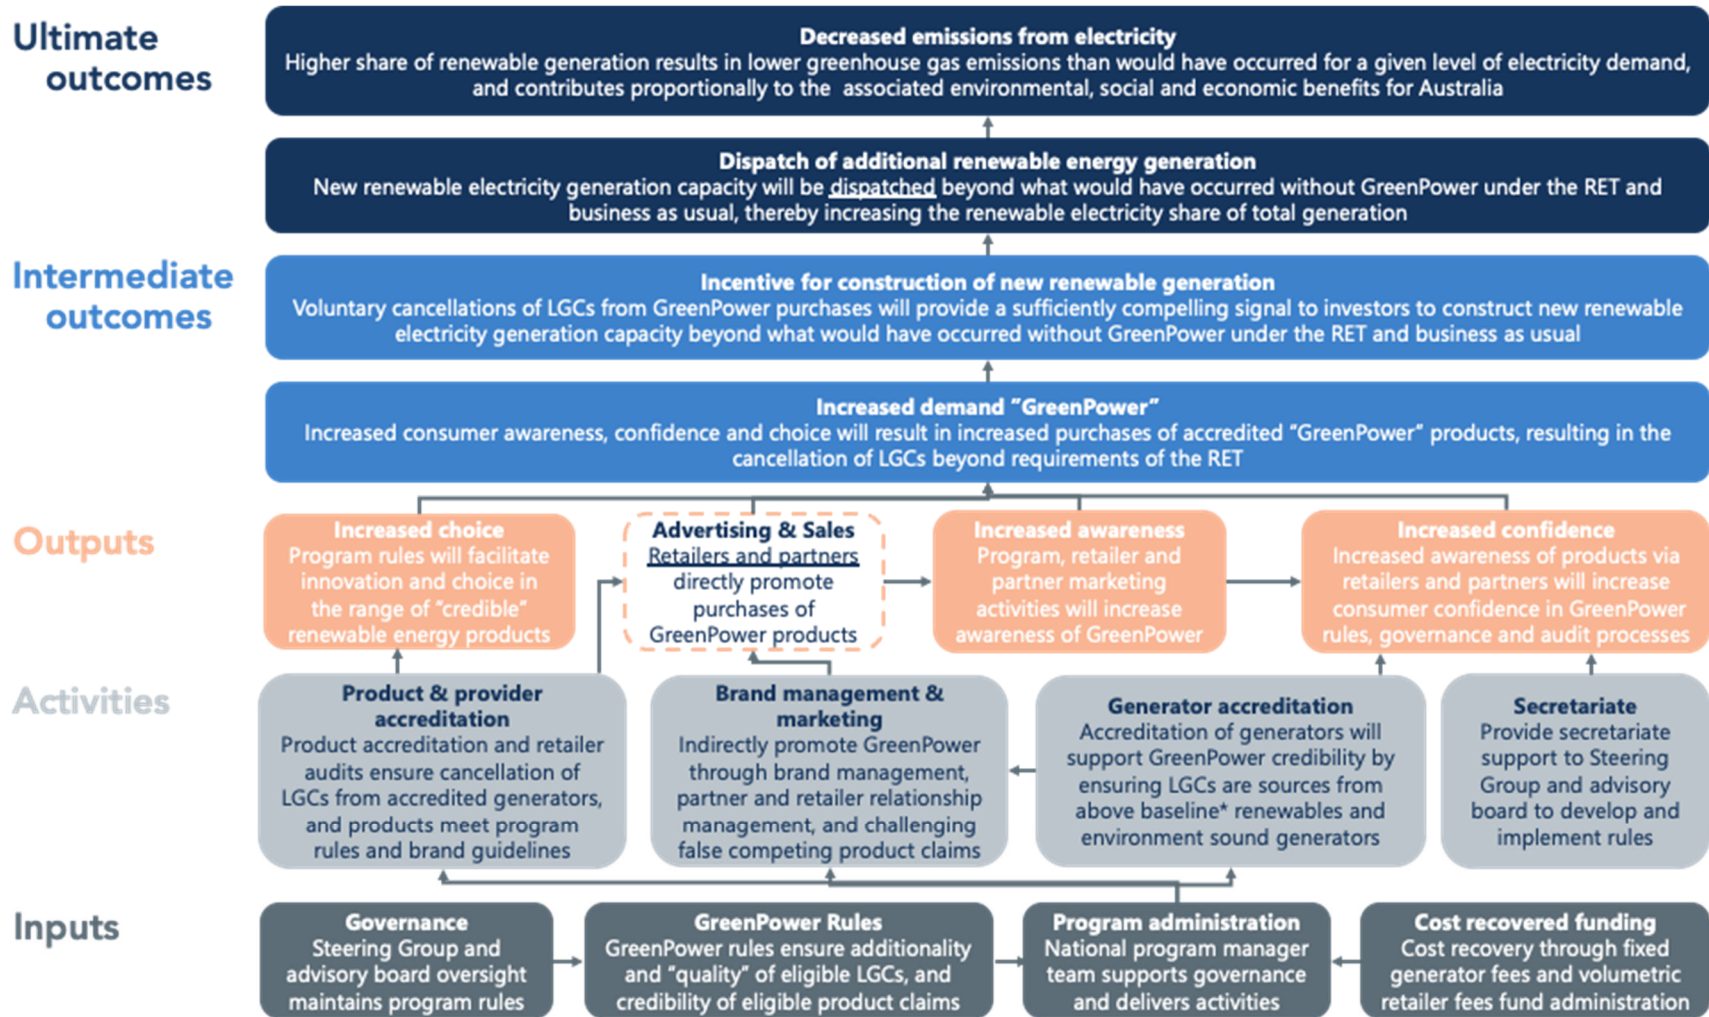 Ultimate
outcomes
Decreased emissions from electricity
Higher share of renewable generation results in lower greenhouse gas emissions than would have occurred for a given level of electricity demand,
and contributes proportionally to the associated environmental, social and economic benefits for Australia
Dispatch of additional renewable energy generation
New renewable electricity generation capacity will be dispatched beyond what would have occurred without GreenPower under the RET and
business as usual, thereby increasing the renewable electricity share of total generation
Intermediate
outcomes
Incentive for construction of new renewable generation
Voluntary cancellations of LGCs from GreenPower purchases will provide a sufficiently compelling signal to investors to construct new renewable
electricity generation capacity beyond what would have occurred without GreenPower under the RET and business as usual
Increased demand "GreenPower"
Increased consumer awareness, confidence and choice will result in increased purchases of accredited "GreenPower" products, resulting in the
cancellation of LGCs beyond requirements of the RET
Outputs
Increased choice
Program rules will facilitate
innovation and choice in
the range of "credible"
renewable energy products
Advertising & Sales
Retailers and partners
directly promote
purchases of
GreenPower products
Increased awareness
Program, retailer and
partner marketing
activities will increase
awareness of GreenPower
Increased confidence
Increased awareness of products via
retailers and partners will increase
consumer confidence in GreenPower
rules, governance and audit processes
Activities
Product & provider
accreditation
Product accreditation and retailer
audits ensure cancellation of
LGCs from accredited generators,
and products meet program
rules and brand guidelines
Brand management &
marketing
Indirectly promote GreenPower
through brand management,
partner and retailer relationship
management, and challenging
false competing product claims
Generator accreditation
Accreditation of generators will
support GreenPower credibility by
ensuring LGCs are sources from
above baseline* renewables and
environment sound generators
Secretariate
Provide secretariate
support to Steering
Group and advisory
board to develop and
implement rules
Inputs
Governance
Steering Group and
advisory board oversight
maintains program rules
GreenPower Rules
GreenPower rules ensure additionality
and "quality" of eligible LGCs, and
credibility of eligible product claims
Program administration
National program manager
team supports governance
and delivers activities
Cost recovered funding
Cost recovery through fixed
generator fees and volumetric
retailer fees fund administration